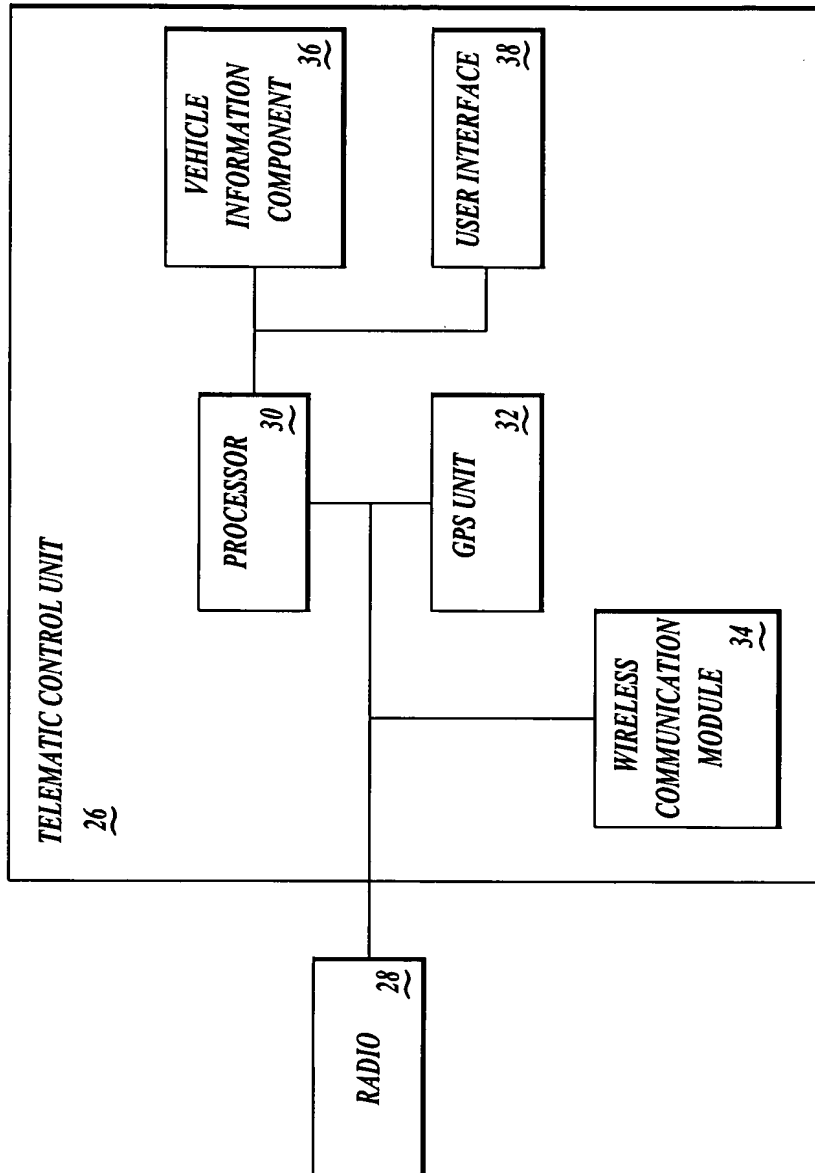 TELEMATIC CONTROL UNIT
26
RADIO
28
PROCESSOR
30
VEHICLE
INFORMATION
COMPONENT
36
GPS UNIT
32
USER INTERFACE
38
WIRELESS
COMMUNICATION
MODULE
34